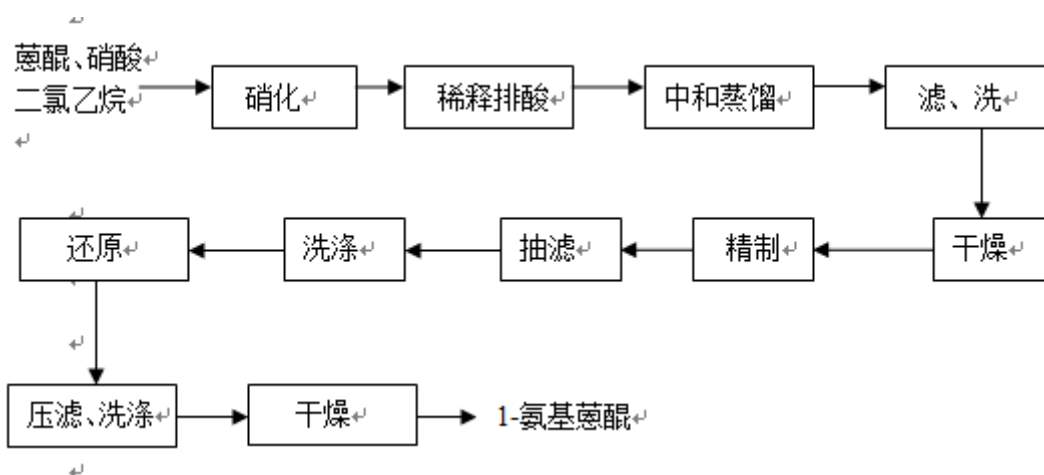 蒽醌、硝酸
二氯乙烷
硝化
稀释排酸
中和蒸馏
滤、洗
还原
洗涤
抽滤
精制
干燥
压滤、洗涤
干燥
1-氨基蒽醌